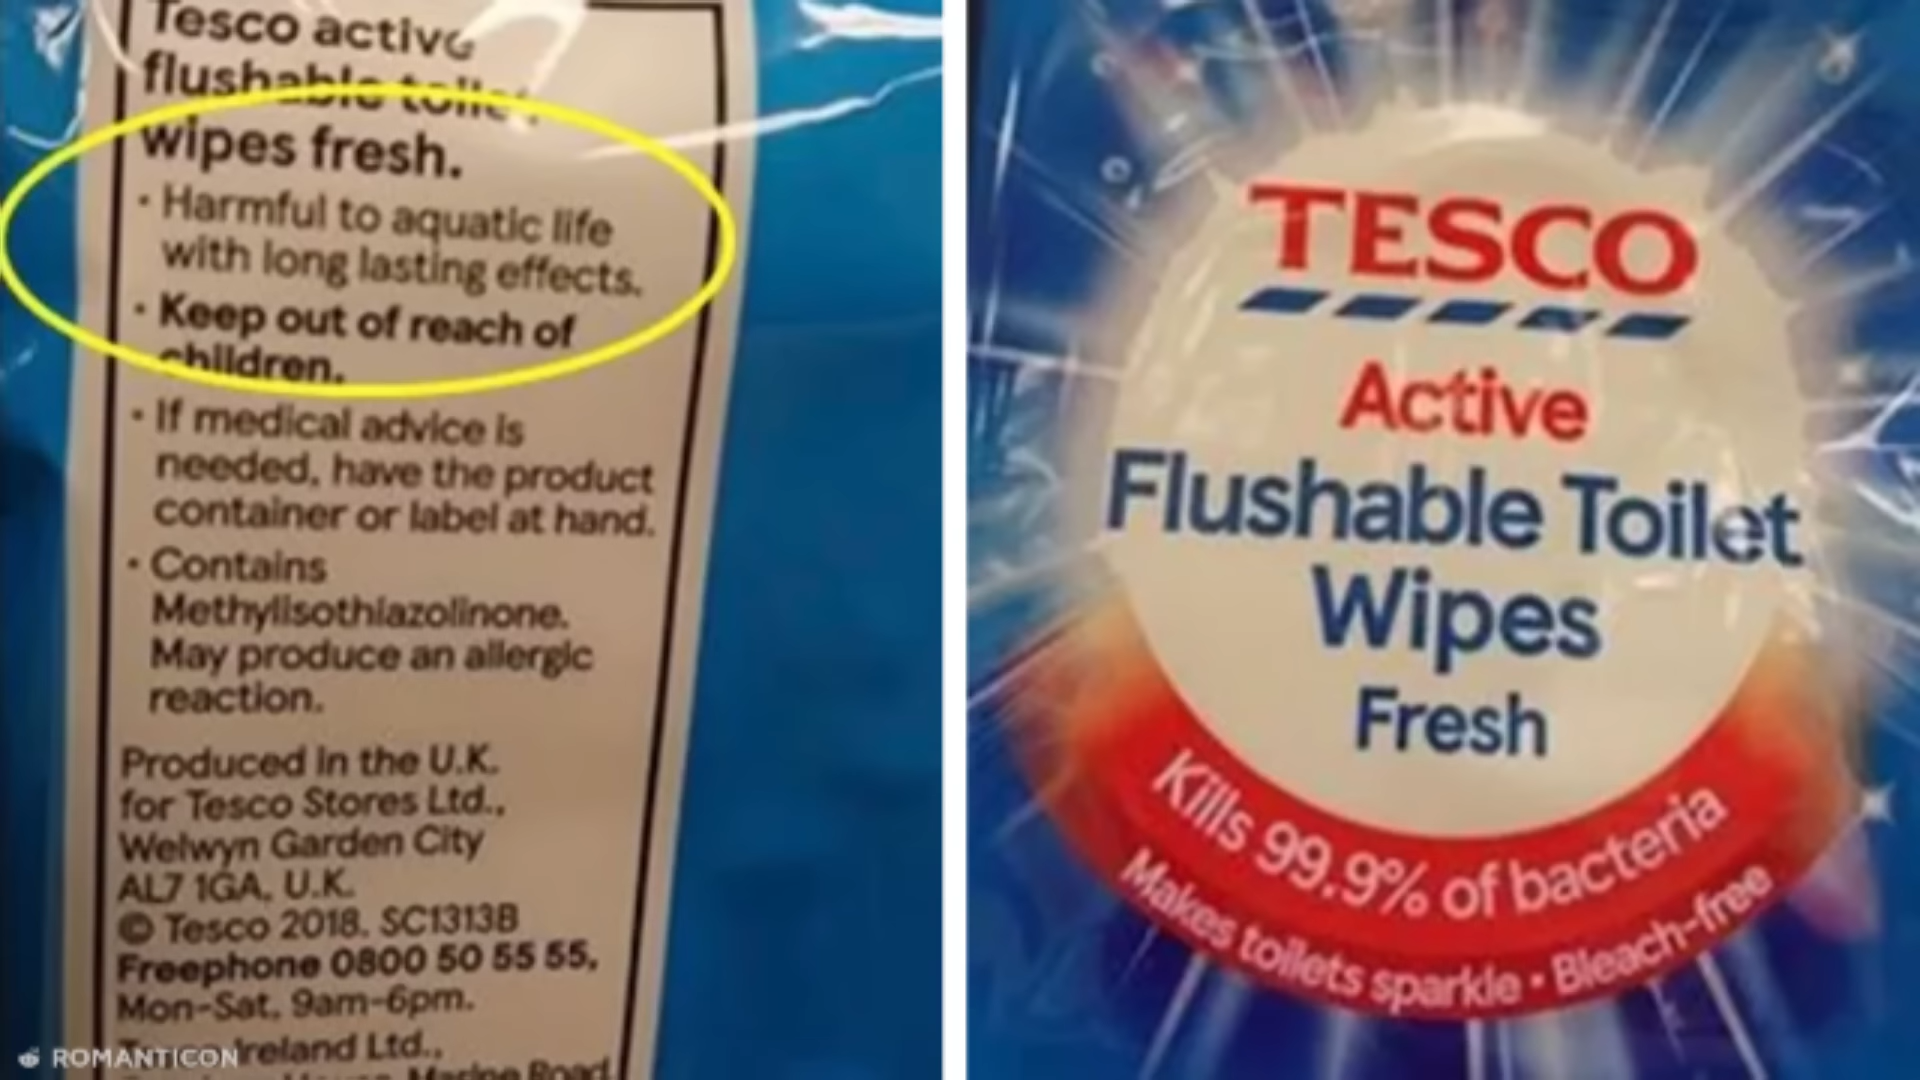 Tesco active
flushable toilet
wipes fresh.
· Harmful to aquatic life
with long lasting effects.
· Keep out of reach of
children.
· If medical advice is
needed, have the product
container or label at hand.
· Contains
Methylisothiazolinone.
May produce an allergic
reaction.
Produced in the U.K.
for Tesco Stores Ltd.,
Welwyn Garden City
AL7 1GA, U.K.
© Tesco 2018. SC1313B
Freephone 0800 50 55 55,
Mon-Sat, 9am-6pm.
Ireland Ltd.,
Marine Road
ROMANTICON
TESCO
Active
Flushable Toilet
Wipes
Fresh
Kills 99.9% of bacteria
Makes toilets sparkle · Bleach-free